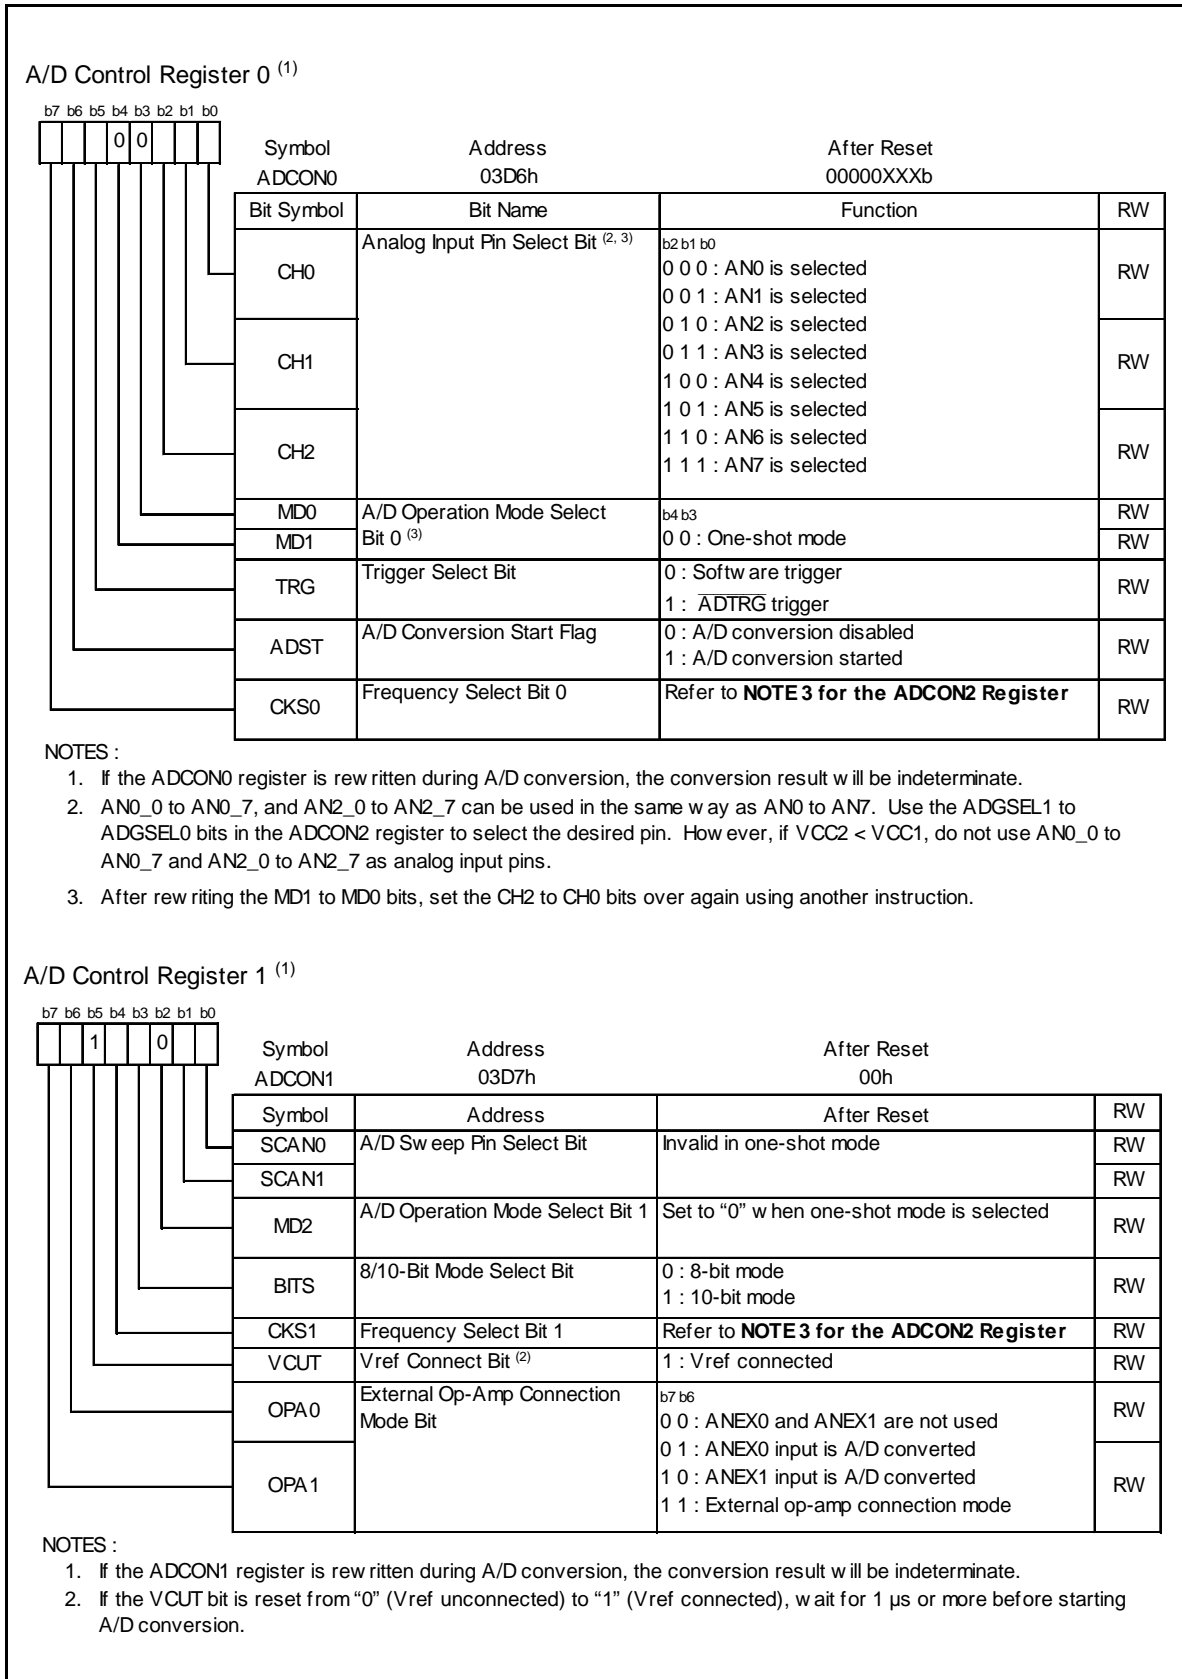 A/D Control Register 0 (1)
b7 b6 b5 b4 b3 b2 b1 b0
0 0
Symbol Address After Reset
ADCON0 03D6h 00000XXXb
Bit Symbol Bit Name Function RW
CH0 Analog Input Pin Select Bit (2, 3) b2 b1 b0 RW
0 0 0 : AN0 is selected
0 0 1 : AN1 is selected
0 1 0 : AN2 is selected
CH1 0 1 1 : AN3 is selected RW
1 0 0 : AN4 is selected
1 0 1 : AN5 is selected
CH2 1 1 0 : AN6 is selected RW
1 1 1 : AN7 is selected
MD0 A/D Operation Mode Select b4 b3 RW
MD1 Bit 0 (3) 0 0 : One-shot mode RW
TRG Trigger Select Bit 0 : Software trigger RW
1 : ADTRG trigger
ADST A/D Conversion Start Flag 0 : A/D conversion disabled RW
1 : A/D conversion started
CKS0 Frequency Select Bit 0 Refer to NOTE 3 for the ADCON2 Register RW
NOTES :
1. If the ADCON0 register is rewritten during A/D conversion, the conversion result will be indeterminate.
2. AN0_0 to AN0_7, and AN2_0 to AN2_7 can be used in the same way as AN0 to AN7. Use the ADGSEL1 to
ADGSEL0 bits in the ADCON2 register to select the desired pin. However, if VCC2 < VCC1, do not use AN0_0 to
AN0_7 and AN2_0 to AN2_7 as analog input pins.
3. After rewriting the MD1 to MD0 bits, set the CH2 to CH0 bits over again using another instruction.
A/D Control Register 1 (1)
b7 b6 b5 b4 b3 b2 b1 b0
1 0
Symbol Address After Reset
ADCON1 03D7h 00h
Symbol Address After Reset RW
SCAN0 A/D Sweep Pin Select Bit Invalid in one-shot mode RW
SCAN1 RW
MD2 A/D Operation Mode Select Bit 1 Set to “0” when one-shot mode is selected RW
BITS 8/10-Bit Mode Select Bit 0 : 8-bit mode RW
1 : 10-bit mode
CKS1 Frequency Select Bit 1 Refer to NOTE 3 for the ADCON2 Register RW
VCUT Vref Connect Bit (2) 1 : Vref connected RW
OPA0 External Op-Amp Connection b7 b6 RW
Mode Bit 0 0 : ANEX0 and ANEX1 are not used
0 1 : ANEX0 input is A/D converted
OPA1 1 0 : ANEX1 input is A/D converted RW
1 1 : External op-amp connection mode
NOTES :
1. If the ADCON1 register is rewritten during A/D conversion, the conversion result will be indeterminate.
2. If the VCUT bit is reset from “0” (Vref unconnected) to “1” (Vref connected), wait for 1 µs or more before starting
A/D conversion.